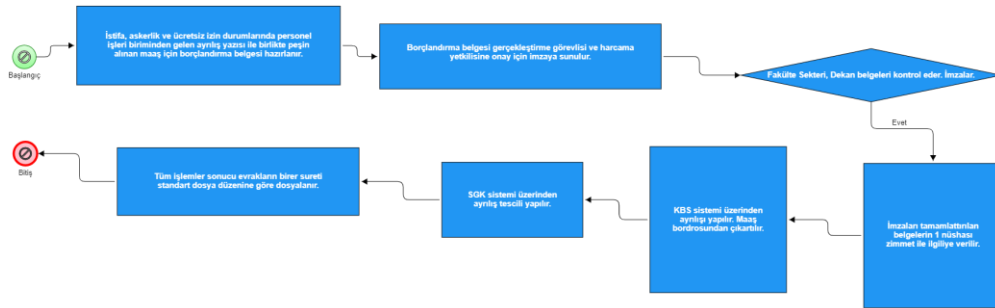 Başlangıç
İstifa, askerlik ve ücretsiz izin durumlarında personel
işleri biriminden gelen ayrılış yazısı ile birlikte peşin
alınan maaş için borçlandırma belgesi hazırlanır.
Borçlandırma belgesi gerçekleştirme görevlisi ve harcama
yetkilisine onay için imzaya sunulur.
Fakülte Sekteri, Dekan belgeleri kontrol eder. İmzalar.
Evet
İmzaları tamamlattırılan
belgelerin 1 nüshası
zimmet ile ilgiliye verilir.
KBS sistemi üzerinden
ayrılışı yapılır. Maaş
bordrosundan çıkartılır.
SGK sistemi üzerinden
ayrılış tescili yapılır.
Tüm işlemler sonucu evrakların birer sureti
standart dosya düzenine göre dosyalanır.
Bitiş